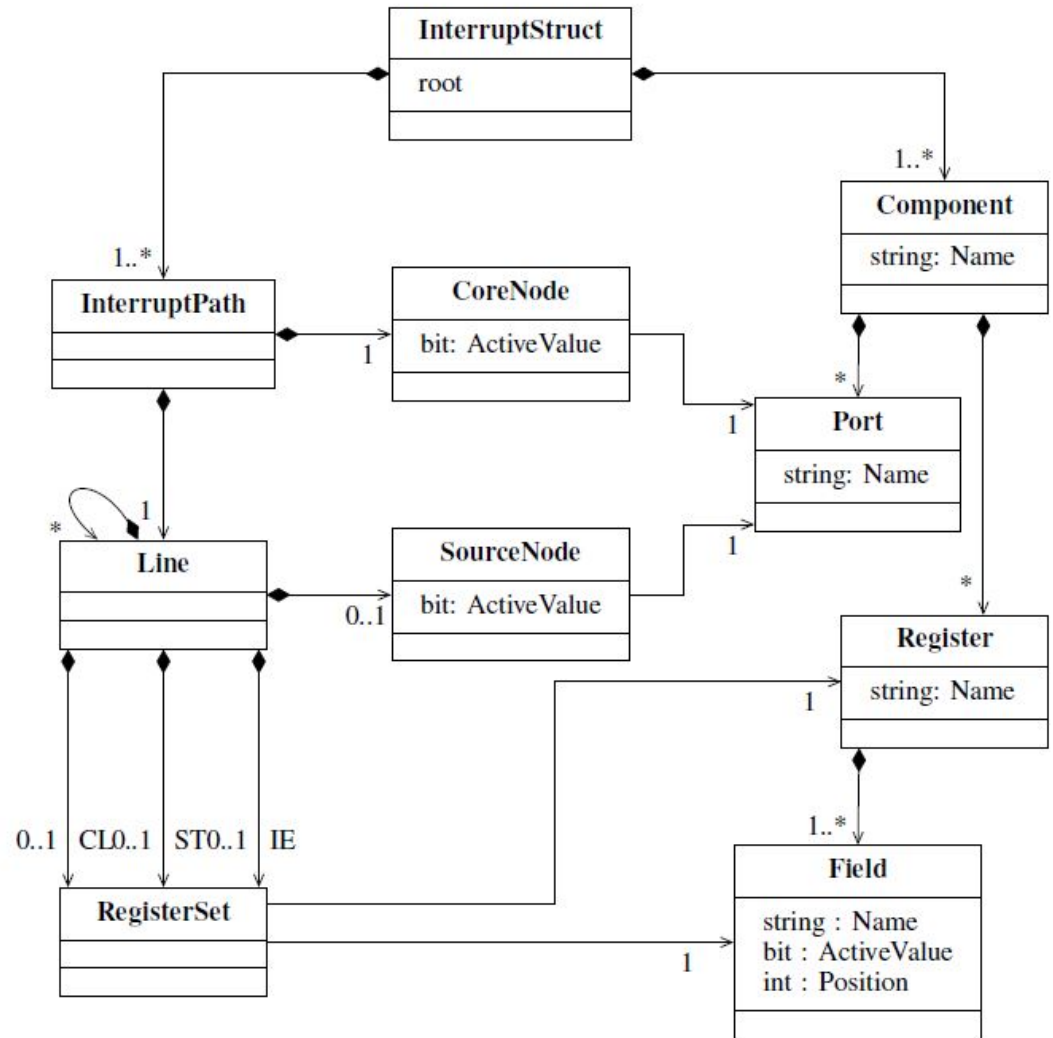 InterruptStruct
root
1..*
Component
string: Name
1..*
InterruptPath
CoreNode
bit: ActiveValue
1
*
1
Port
string: Name
*
1
Line
SourceNode
bit: ActiveValue
0..1
1
*
Register
string: Name
1
0..1 CL0..1 ST0..1 IE
1..*
RegisterSet
1
Field
string : Name
bit : ActiveValue
int : Position